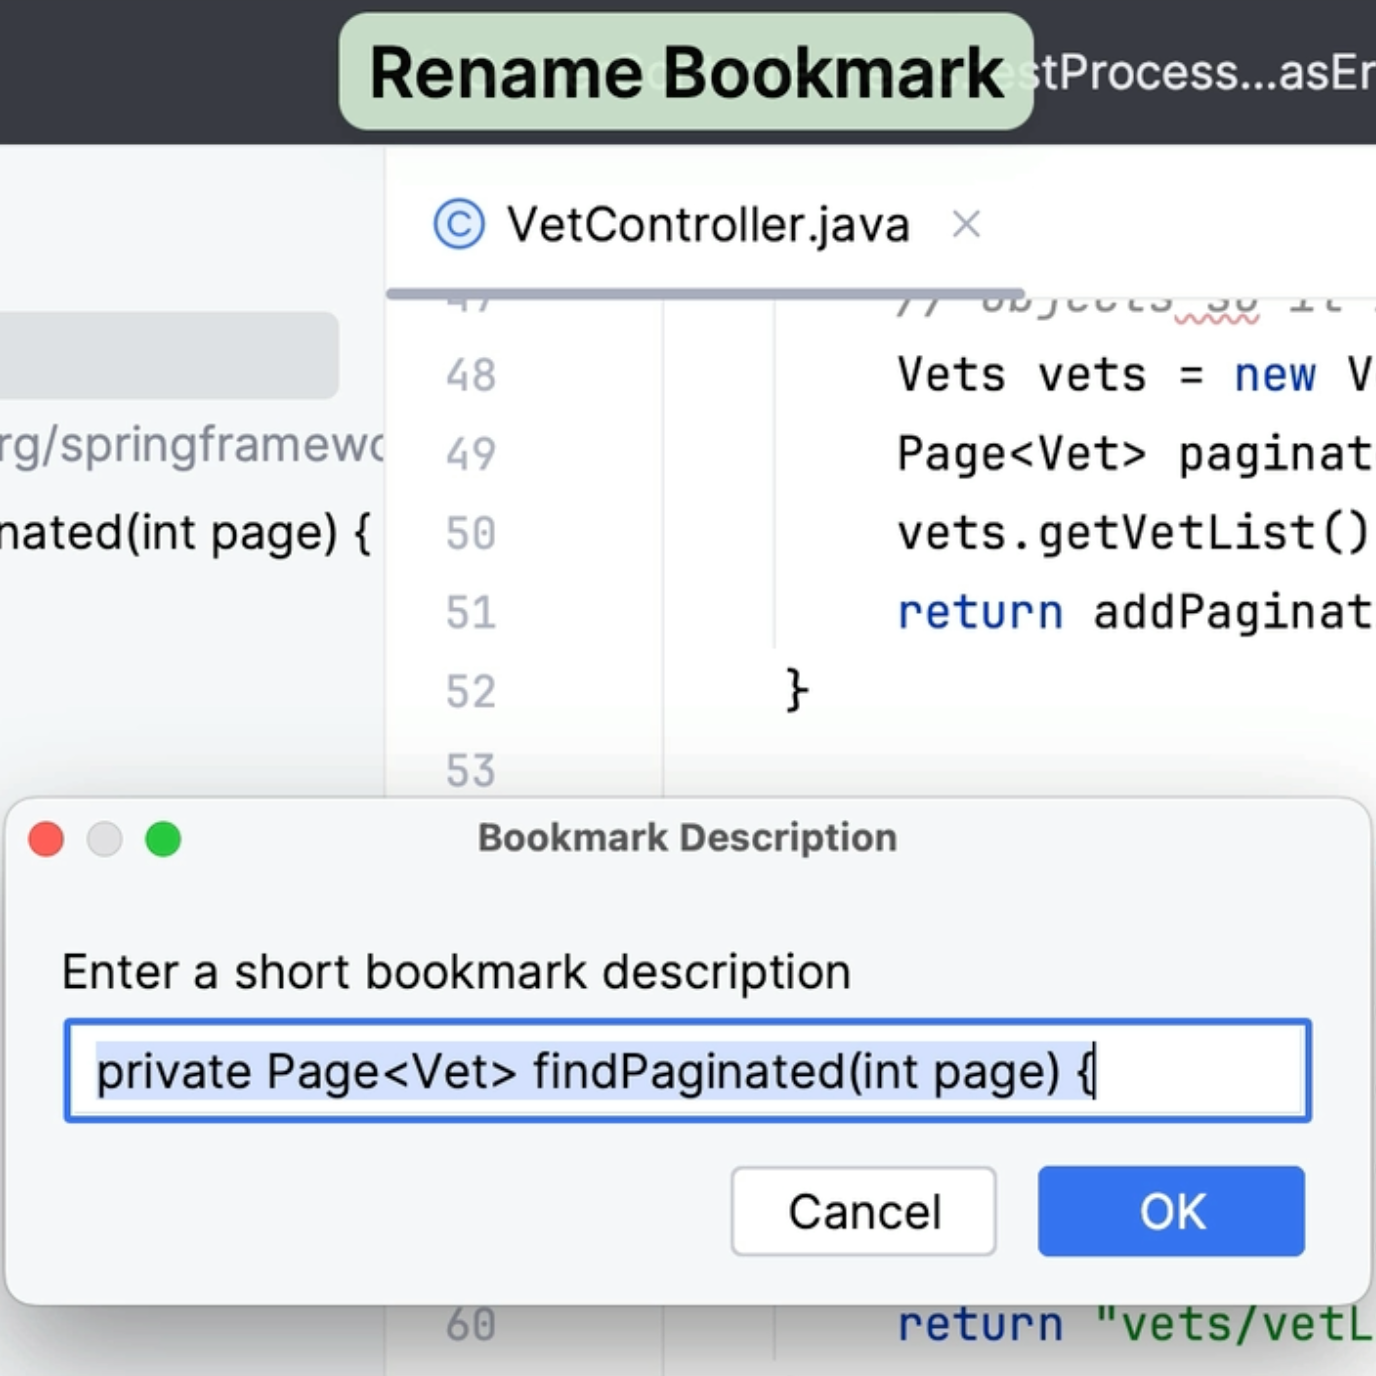 Rename Bookmark
estProcess...asEr
VetController.java
47 // objects so it
48 Vets vets = new V
rg/springframewo
49 Page<Vet> paginat
nated(int page) {
50 vets.getVetList()
51 return addPaginat
52 }
53
Bookmark Description
Enter a short bookmark description
private Page<Vet> findPaginated(int page) {
Cancel
OK
60 return "vets/vetL